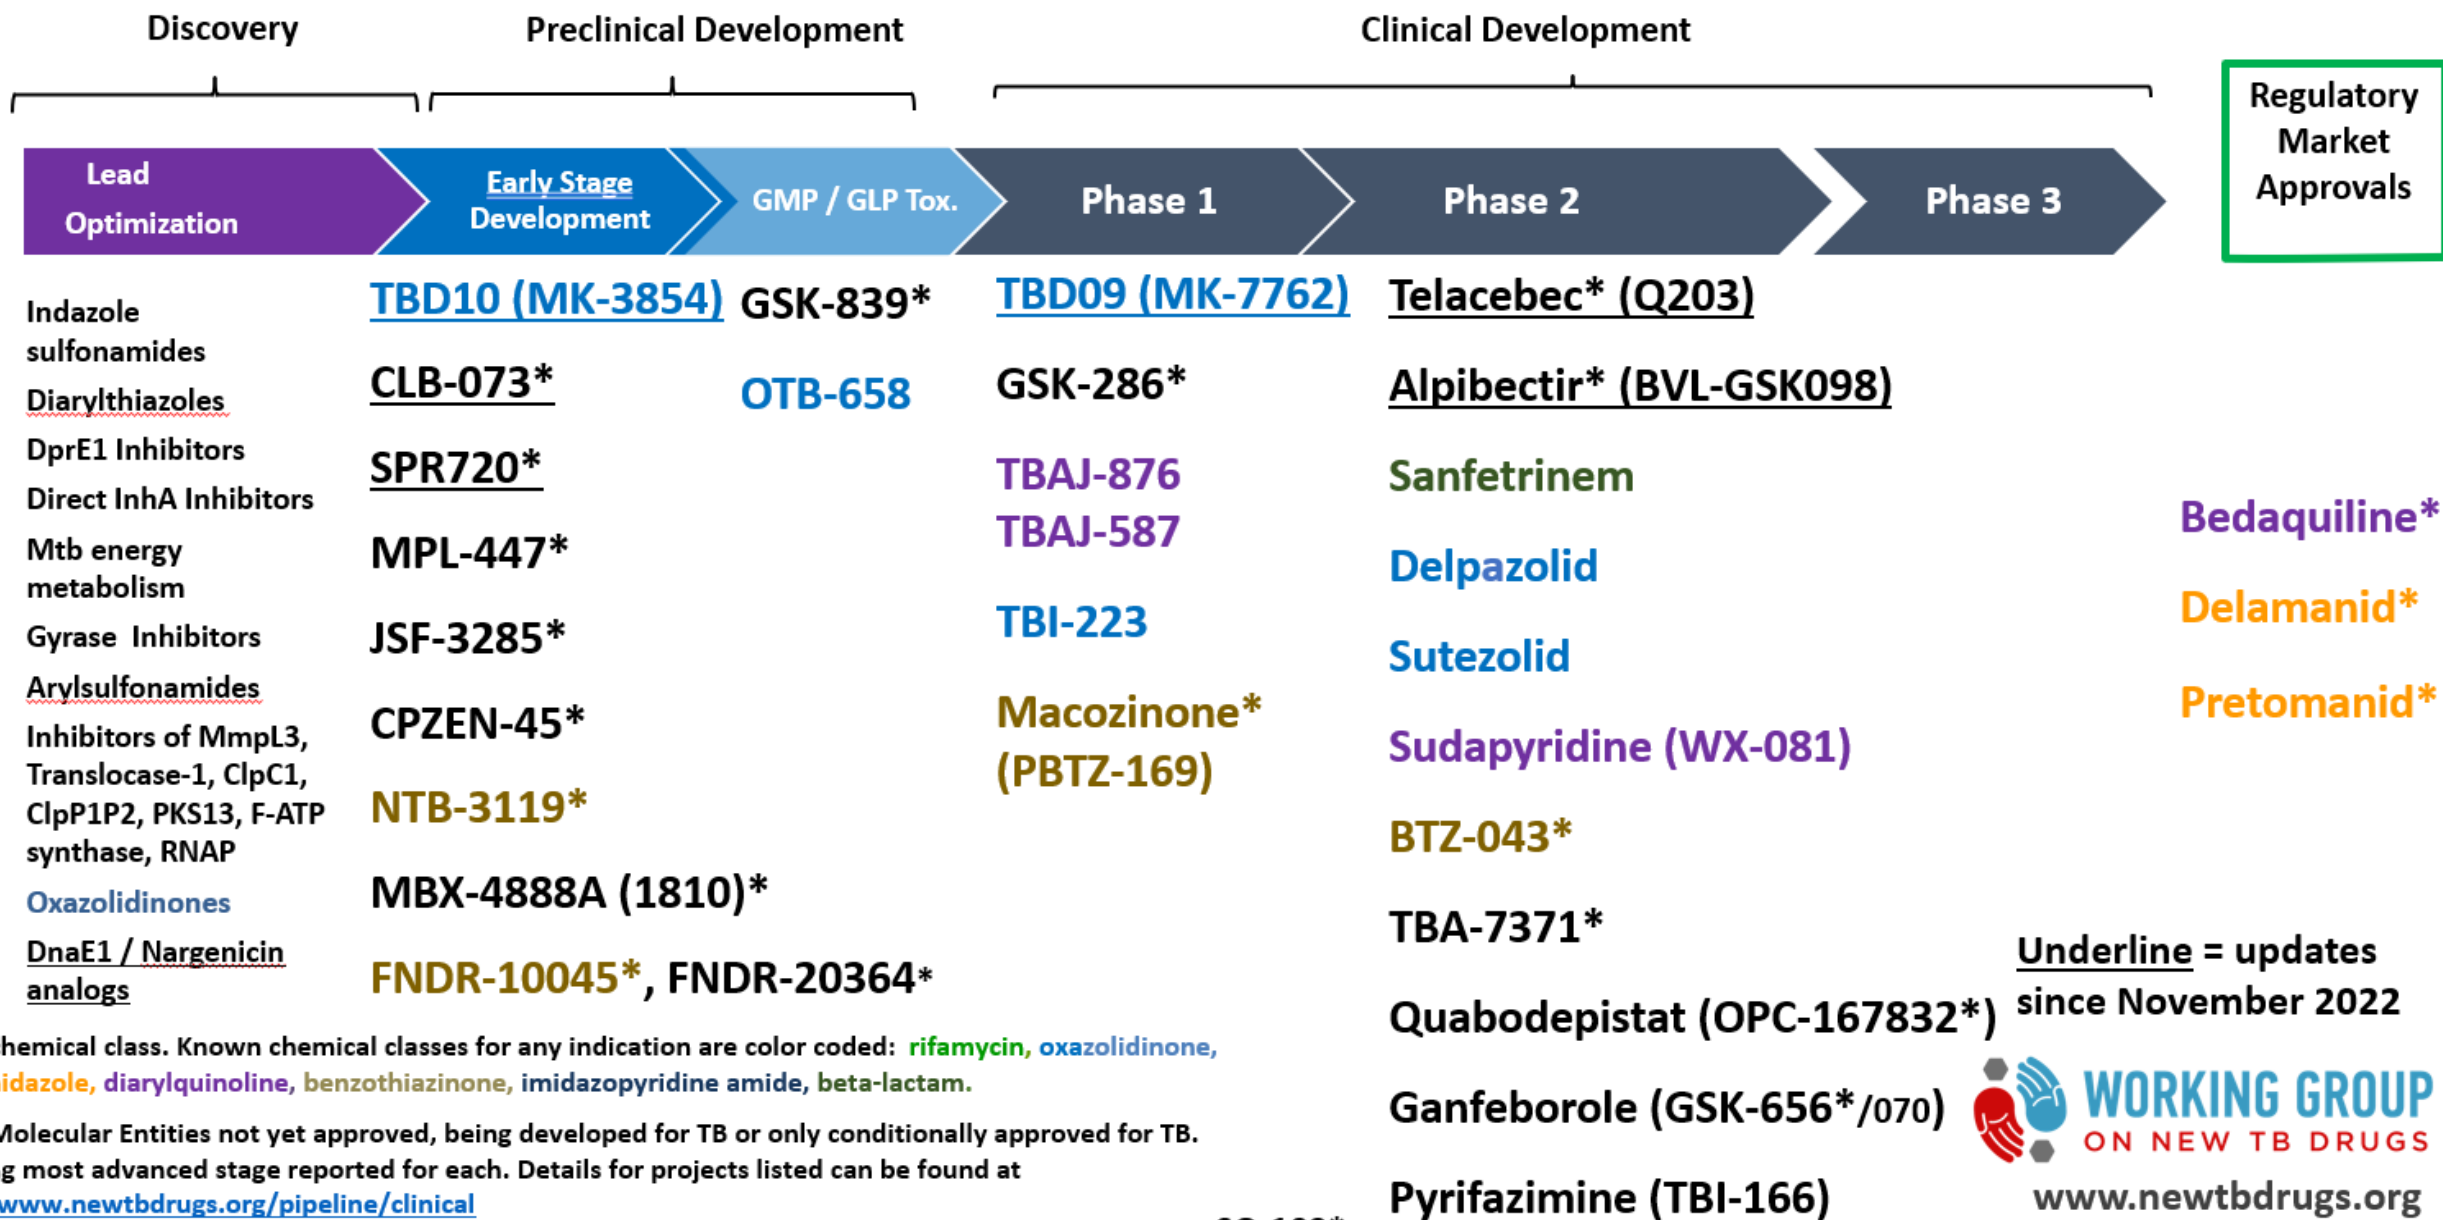 Discovery
Preclinical Development
Clinical Development
Regulatory
Market
Approvals
Lead
Optimization
Early Stage
Development
GMP / GLP Tox.
Phase 1
Phase 2
Phase 3
Indazole
sulfonamides
Diarylthiazoles
DprE1 Inhibitors
Direct InhA Inhibitors
Mtb energy
metabolism
Gyrase Inhibitors
Arylsulfonamides
Inhibitors of MmpL3,
Translocase-1, ClpC1,
ClpP1P2, PKS13, F-ATP
synthase, RNAP
Oxazolidinones
DnaE1 / Nargenicin
analogs
TBD10 (MK-3854)
CLB-073*
SPR720*
MPL-447*
JSF-3285*
CPZEN-45*
NTB-3119*
MBX-4888A (1810)*
FNDR-10045*, FNDR-20364*
GSK-839*
OTB-658
TBD09 (MK-7762)
GSK-286*
TBAJ-876
TBAJ-587
TBI-223
Macozinone*
(PBTZ-169)
Telacebec* (Q203)
Alpibectir* (BVL-GSK098)
Sanfetrinem
Delpazolid
Sutezolid
Sudapyridine (WX-081)
BTZ-043*
TBA-7371*
Quabodepistat (OPC-167832*)
Ganfeborole (GSK-656*/070)
Pyrifazimine (TBI-166)
Bedaquiline*
Delamanid*
Pretomanid*
Underline = updates
since November 2022
class. Known chemical classes for any indication are color coded: rifamycin, oxazolidinone,
diarylquinoline, benzothiazinone, imidazopyridine amide, beta-lactam.
Molecular Entities not yet approved, being developed for TB or only conditionally approved for TB.
most advanced stage reported for each. Details for projects listed can be found at
www.newtbdrugs.org/pipeline/clinical
WORKING GROUP
ON NEW TB DRUGS
www.newtbdrugs.org